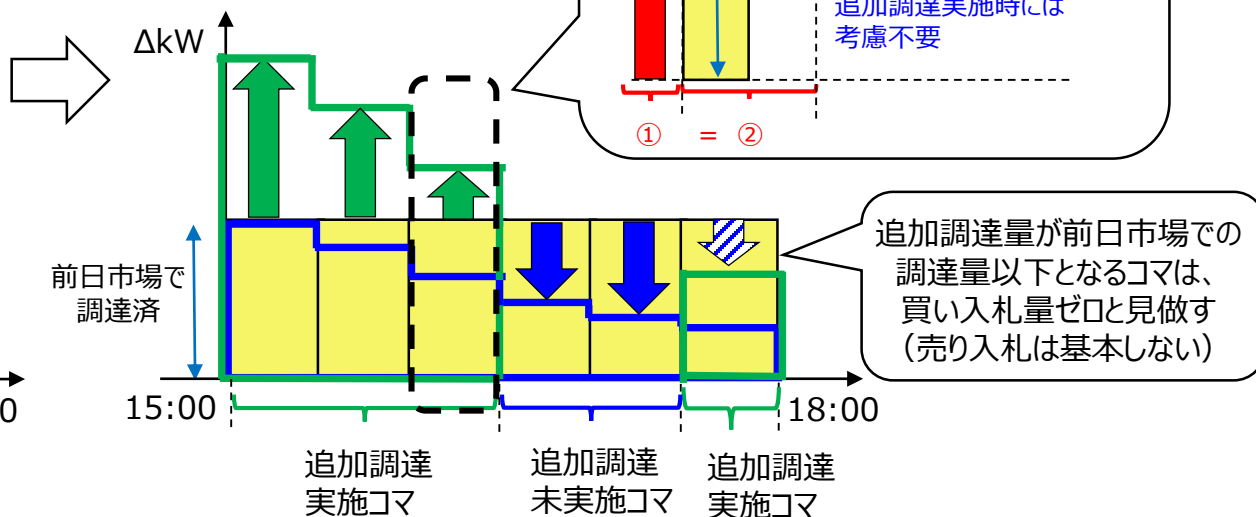 追加調達実施時には
考慮不要
ΔkW
① = ②
前日市場で
調達済
追加調達量が前日市場での
調達量以下となるコマは、
買い入札量ゼロと見做す
（売り入札は基本しない）
0
15:00
18:00
追加調達
実施コマ
追加調達
未実施コマ
追加調達
実施コマ